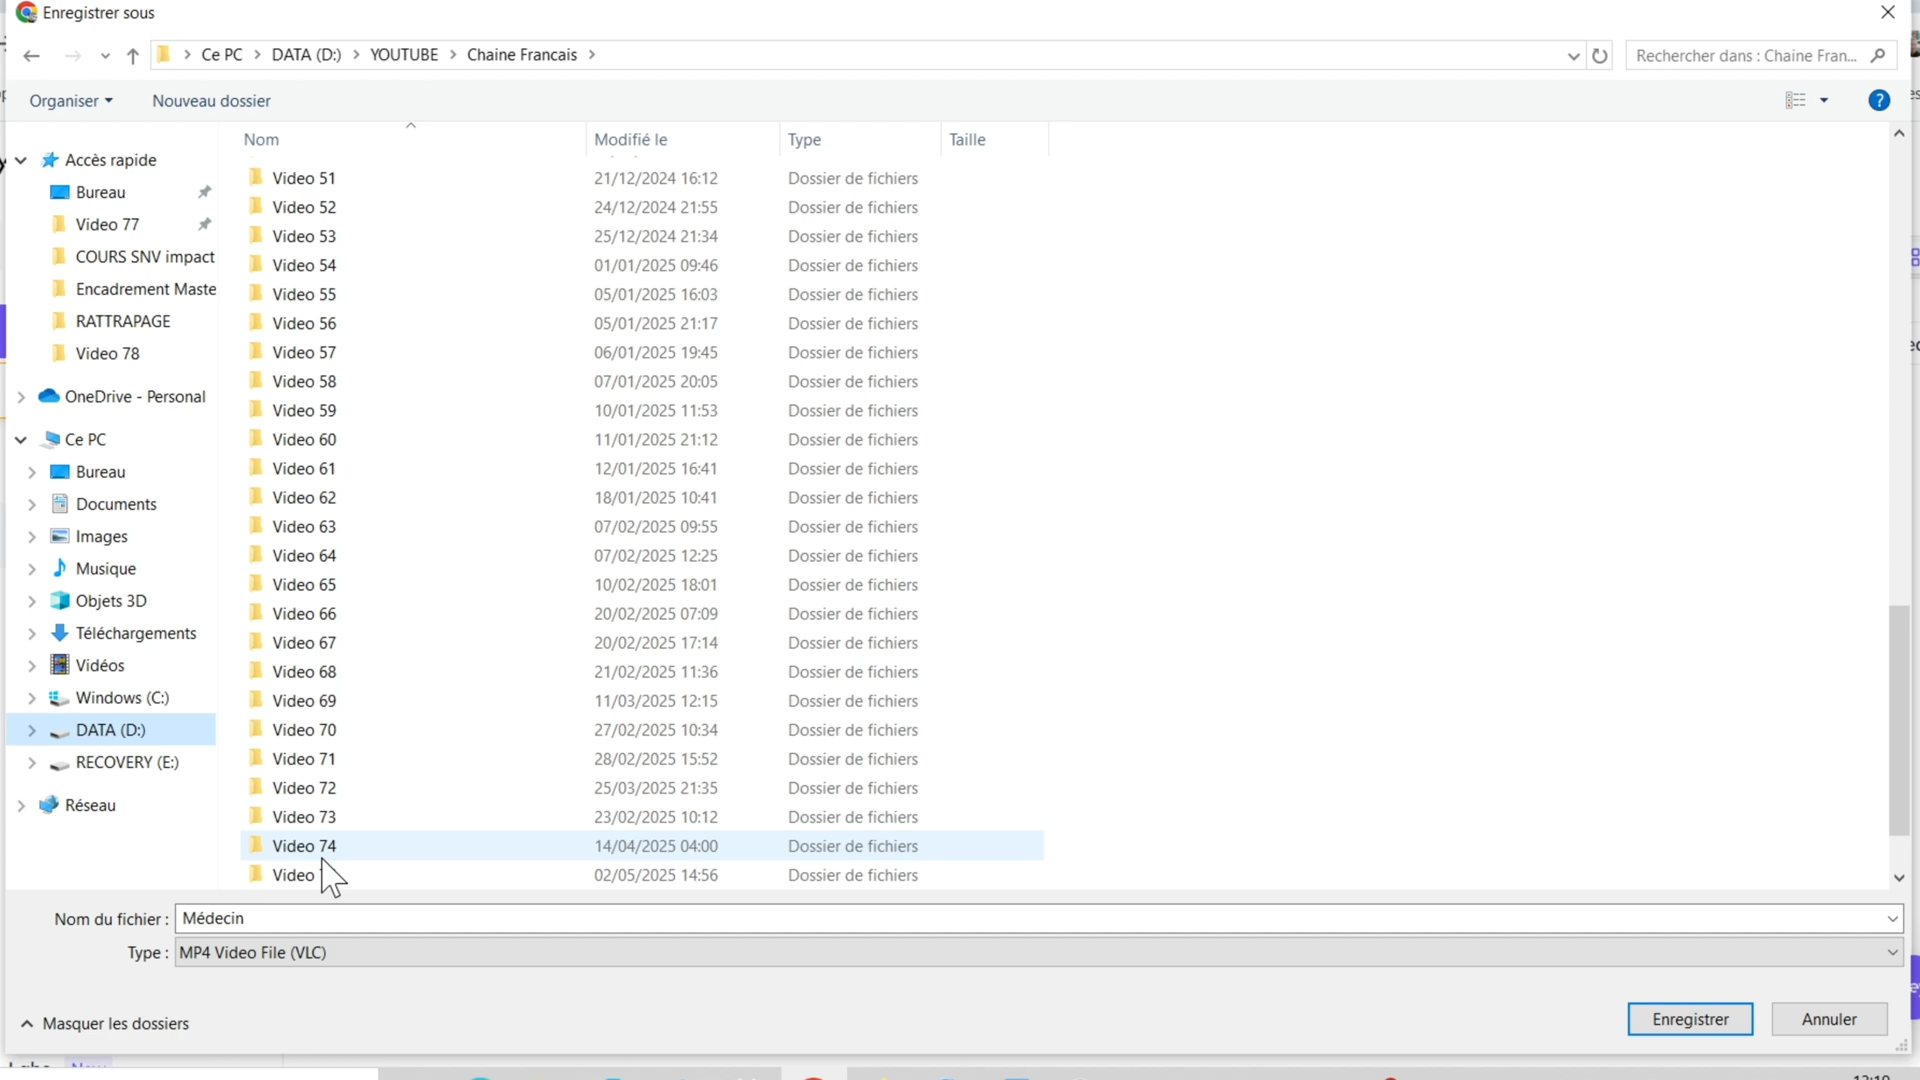 Enregistrer sous
Ce PC > DATA (D:) > YOUTUBE > Chaine Francais >
Rechercher dans : Chaine Fran...
Organiser
Nouveau dossier
Nom Modifié le Type Taille
Accès rapide
Bureau
Video 77
COURS SNV impact
Encadrement Maste
RATTRAPAGE
Video 78
OneDrive - Personal
Ce PC
Bureau
Documents
Images
Musique
Objets 3D
Téléchargements
Vidéos
Windows (C:)
DATA (D:)
RECOVERY (E:)
Réseau
Video 51 21/12/2024 16:12 Dossier de fichiers
Video 52 24/12/2024 21:55 Dossier de fichiers
Video 53 25/12/2024 21:34 Dossier de fichiers
Video 54 01/01/2025 09:46 Dossier de fichiers
Video 55 05/01/2025 16:03 Dossier de fichiers
Video 56 05/01/2025 21:17 Dossier de fichiers
Video 57 06/01/2025 19:45 Dossier de fichiers
Video 58 07/01/2025 20:05 Dossier de fichiers
Video 59 10/01/2025 11:53 Dossier de fichiers
Video 60 11/01/2025 21:12 Dossier de fichiers
Video 61 12/01/2025 16:41 Dossier de fichiers
Video 62 18/01/2025 10:41 Dossier de fichiers
Video 63 07/02/2025 09:55 Dossier de fichiers
Video 64 07/02/2025 12:25 Dossier de fichiers
Video 65 10/02/2025 18:01 Dossier de fichiers
Video 66 20/02/2025 07:09 Dossier de fichiers
Video 67 20/02/2025 17:14 Dossier de fichiers
Video 68 21/02/2025 11:36 Dossier de fichiers
Video 69 11/03/2025 12:15 Dossier de fichiers
Video 70 27/02/2025 10:34 Dossier de fichiers
Video 71 28/02/2025 15:52 Dossier de fichiers
Video 72 25/03/2025 21:35 Dossier de fichiers
Video 73 23/02/2025 10:12 Dossier de fichiers
Video 74 14/04/2025 04:00 Dossier de fichiers
Video 02/05/2025 14:56 Dossier de fichiers
Nom du fichier : Médecin
Type : MP4 Video File (VLC)
Masquer les dossiers
Enregistrer
Annuler